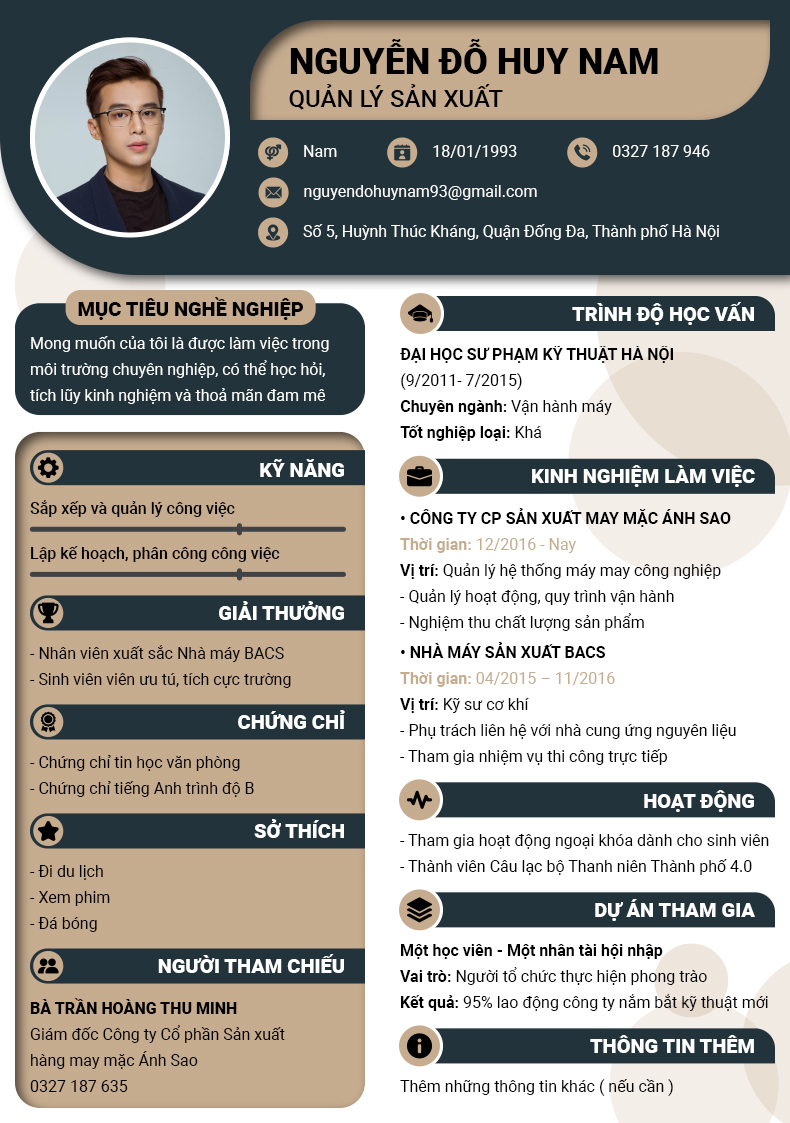 NGUYỄN ĐỖ HUY NAM
QUẢN LÝ SẢN XUẤT
Nam
18/01/1993
0327 187 946
nguyendohuynam93@gmail.com
Số 5, Huỳnh Thúc Kháng, Quận Đống Đa, Thành phố Hà Nội
MỤC TIÊU NGHỀ NGHIỆP
Mong muốn của tôi là được làm việc trong
môi trường chuyên nghiệp, có thể học hỏi,
tích lũy kinh nghiệm và thoả mãn đam mê
KỸ NĂNG
Sắp xếp và quản lý công việc
Lập kế hoạch, phân công công việc
GIẢI THƯỞNG
- Nhân viên xuất sắc Nhà máy BACS
- Sinh viên viên ưu tú, tích cực trường
CHỨNG CHỈ
- Chứng chỉ tin học văn phòng
- Chứng chỉ tiếng Anh trình độ B
SỞ THÍCH
- Đi du lịch
- Xem phim
- Đá bóng
NGƯỜI THAM CHIẾU
BÀ TRẦN HOÀNG THU MINH
Giám đốc Công ty Cổ phần Sản xuất
hàng may mặc Ánh Sao
0327 187 635
TRÌNH ĐỘ HỌC VẤN
ĐẠI HỌC SƯ PHẠM KỸ THUẬT HÀ NỘI
(9/2011- 7/2015)
Chuyên ngành: Vận hành máy
Tốt nghiệp loại: Khá
KINH NGHIỆM LÀM VIỆC
• CÔNG TY CP SẢN XUẤT MAY MẶC ÁNH SAO
Thời gian: 12/2016 - Nay
Vị trí: Quản lý hệ thống máy may công nghiệp
- Quản lý hoạt động, quy trình vận hành
- Nghiệm thu chất lượng sản phẩm
• NHÀ MÁY SẢN XUẤT BACS
Thời gian: 04/2015 – 11/2016
Vị trí: Kỹ sư cơ khí
- Phụ trách liên hệ với nhà cung ứng nguyên liệu
- Tham gia nhiệm vụ thi công trực tiếp
HOẠT ĐỘNG
- Tham gia hoạt động ngoại khóa dành cho sinh viên
- Thành viên Câu lạc bộ Thanh niên Thành phố 4.0
DỰ ÁN THAM GIA
Một học viên - Một nhân tài hội nhập
Vai trò: Người tổ chức thực hiện phong trào
Kết quả: 95% lao động công ty nắm bắt kỹ thuật mới
THÔNG TIN THÊM
Thêm những thông tin khác ( nếu cần )